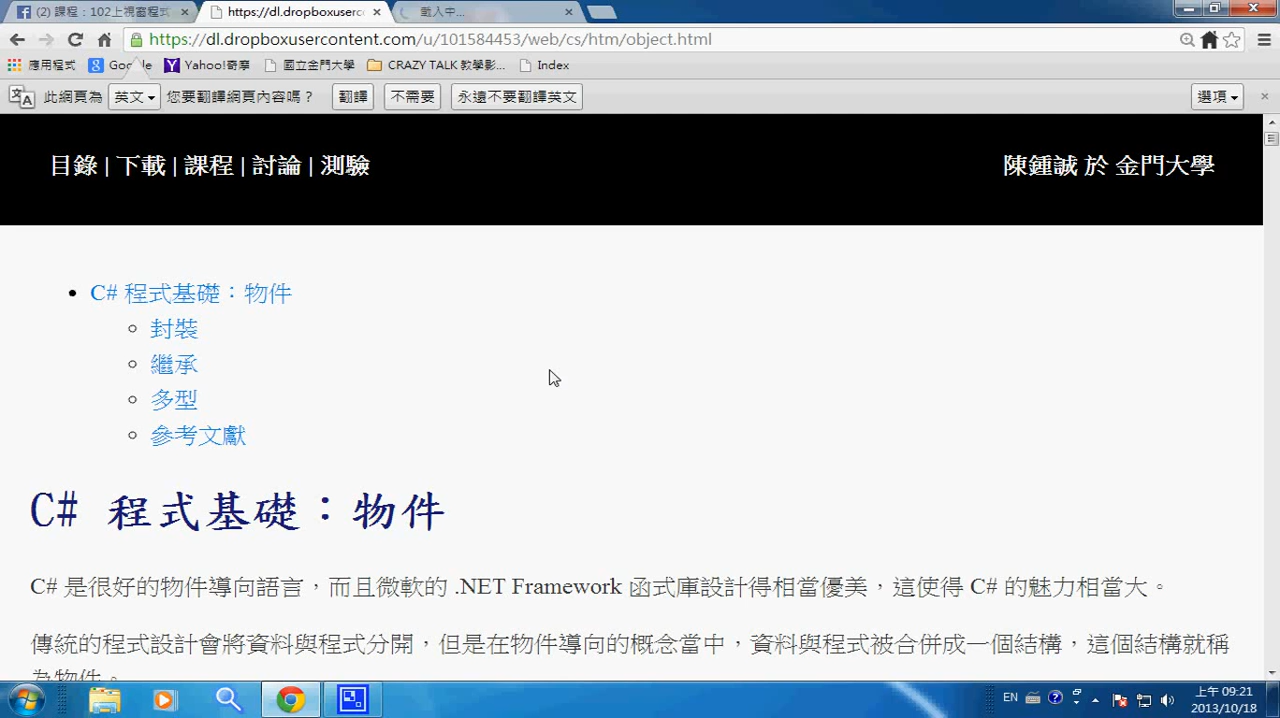 (2) 課程：102上視窗程式
https://dl.dropboxuserc
載入中...
https://dl.dropboxusercontent.com/u/101584453/web/cs/htm/object.html
應用程式 Google Yahoo!奇摩 國立金門大學 CRAZY TALK 教學影... Index
此網頁為 英文 您要翻譯網頁內容嗎？ 翻譯 不需要 永遠不要翻譯英文 選項
目錄 | 下載 | 課程 | 討論 | 測驗
陳鍾誠 於 金門大學
C# 程式基礎：物件
封裝
繼承
多型
參考文獻
C# 程式基礎：物件
C# 是很好的物件導向語言，而且微軟的 .NET Framework 函式庫設計得相當優美，這使得 C# 的魅力相當大。
傳統的程式設計會將資料與程式分開，但是在物件導向的概念當中，資料與程式被合併成一個結構，這個結構就稱
為物件。
EN
上午 09:21
2013/10/18